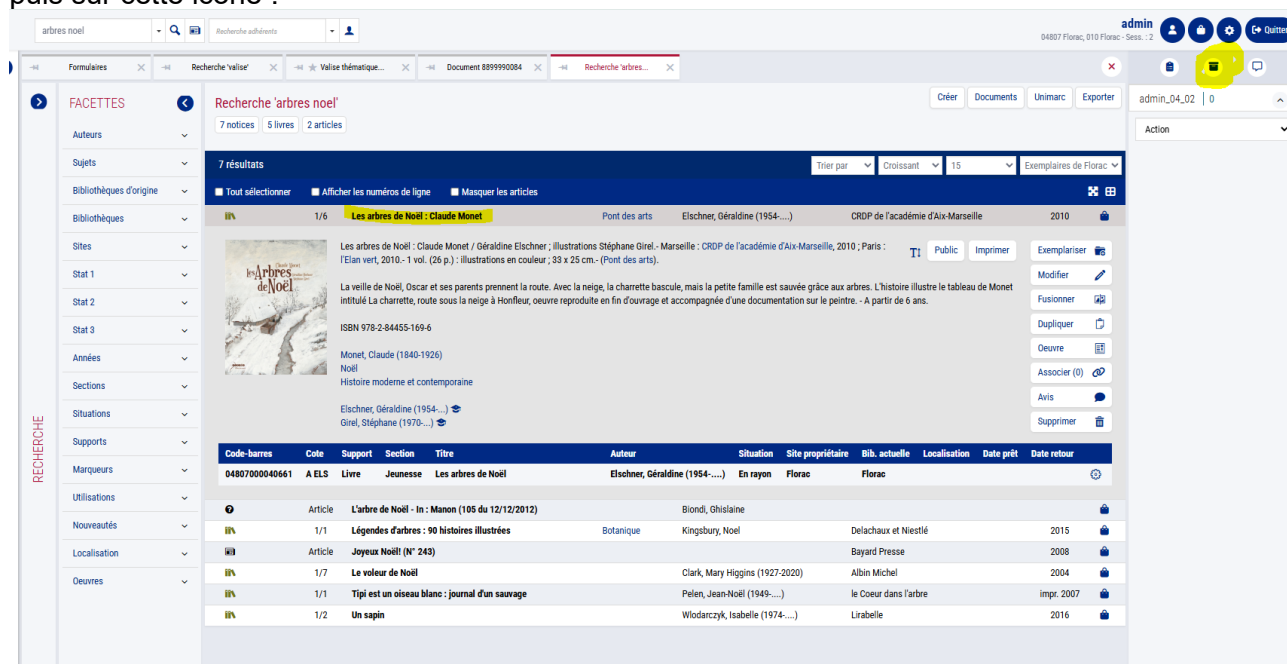 puis sur cette icône :
arbres noel
Recherche adhérents
admin
04807 Florac, 010 Florac - Sess. : 2
Quitter
Formulaires
Recherche 'valise'
Valise thématique...
Document 8899990084
Recherche 'arbres...
FACETTES
Auteurs
Sujets
Bibliothèques d'origine
Bibliothèques
Sites
Stat 1
Stat 2
Stat 3
Années
Sections
Situations
Supports
Marqueurs
Utilisations
Nouveautés
Localisation
Oeuvres
RECHERCHE
Recherche 'arbres noel'
Créer Documents Unimarc Exporter
7 notices 5 livres 2 articles
admin_04_02 | 0
Action
7 résultats Trier par Croissant 15 Exemplaires de Florac
Tout sélectionner Afficher les numéros de ligne Masquer les articles
1/6 Les arbres de Noël : Claude Monet Pont des arts Elschner, Géraldine (1954-....) CRDP de l'académie d'Aix-Marseille 2010
les Arbres de Noël
Les arbres de Noël : Claude Monet / Géraldine Elschner ; illustrations Stéphane Girel.- Marseille : CRDP de l'académie d'Aix-Marseille, 2010 ; Paris :
l'Elan vert, 2010.- 1 vol. (26 p.) : illustrations en couleur ; 33 x 25 cm.- (Pont des arts).
Public Imprimer
La veille de Noël, Oscar et ses parents prennent la route. Avec la neige, la charrette bascule, mais la petite famille est sauvée grâce aux arbres. L'histoire illustre le tableau de Monet
intitulé La charrette, route sous la neige à Honfleur, oeuvre reproduite en fin d'ouvrage et accompagnée d'une documentation sur le peintre. - A partir de 6 ans.
ISBN 978-2-84455-169-6
Monet, Claude (1840-1926)
Noël
Histoire moderne et contemporaine
Elschner, Géraldine (1954-...)
Girel, Stéphane (1970-...)
Exemplariser
Modifier
Fusionner
Dupliquer
Oeuvre
Associer (0)
Avis
Supprimer
Code-barres Cote Support Section Titre Auteur Situation Site propriétaire Bib. actuelle Localisation Date prêt Date retour
04807000040661 A ELS Livre Jeunesse Les arbres de Noël Elschner, Géraldine (1954-....) En rayon Florac Florac
Article L'arbre de Noël - In : Manon (105 du 12/12/2012) Biondi, Ghislaine
1/1 Légendes d'arbres : 90 histoires illustrées Botanique Kingsbury, Noel Delachaux et Niestlé 2015
Article Joyeux Noël! (N° 243) Bayard Presse 2008
1/7 Le voleur de Noël Clark, Mary Higgins (1927-2020) Albin Michel 2004
1/1 Tipi est un oiseau blanc : journal d'un sauvage Pelen, Jean-Noël (1949-....) le Coeur dans l'arbre impr. 2007
1/2 Un sapin Wlodarczyk, Isabelle (1974-....) Lirabelle 2016